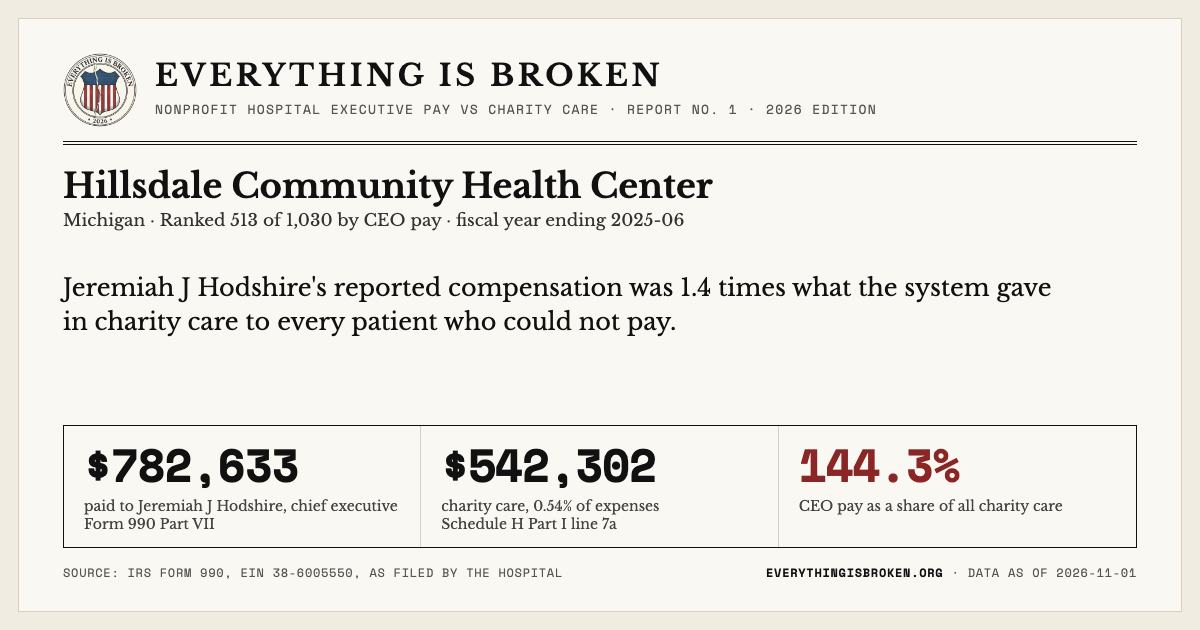 EVERYTHING IS BROKEN
2026
EVERYTHING IS BROKEN
NONPROFIT HOSPITAL EXECUTIVE PAY VS CHARITY CARE · REPORT NO. 1 · 2026 EDITION
Hillsdale Community Health Center
Michigan · Ranked 513 of 1,030 by CEO pay · fiscal year ending 2025-06
Jeremiah J Hodshire's reported compensation was 1.4 times what the system gave
in charity care to every patient who could not pay.
$782,633
paid to Jeremiah J Hodshire, chief executive
Form 990 Part VII
$542,302
charity care, 0.54% of expenses
Schedule H Part I line 7a
144.3%
CEO pay as a share of all charity care
SOURCE: IRS FORM 990, EIN 38-6005550, AS FILED BY THE HOSPITAL
EVERYTHINGISBROKEN.ORG · DATA AS OF 2026-11-01